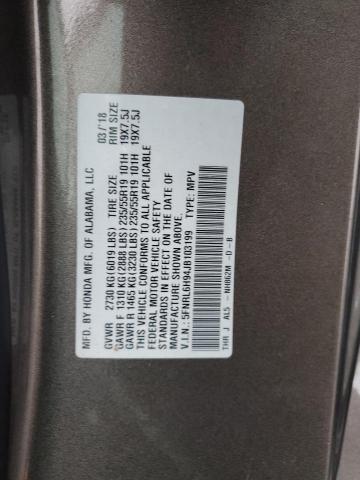 MFD. BY HONDA MFG. OF ALABAMA, LLC 03/'18
GVWR 2730 KG(6019 LBS) TIRE SIZE RIM SIZE
GAWR F 1310 KG(2888 LBS) 235/55R19 101H 19X7.5J
GAWR R 1465 KG(3230 LBS) 235/55R19 101H 19X7.5J
THIS VEHICLE CONFORMS TO ALL APPLICABLE
FEDERAL MOTOR VEHICLE SAFETY
STANDARDS IN EFFECT ON THE DATE OF
MANUFACTURE SHOWN ABOVE.
V.I.N.: 5FNRL6H94JB103199 TYPE: MPV
THR J AL5 -NH862M -D-B